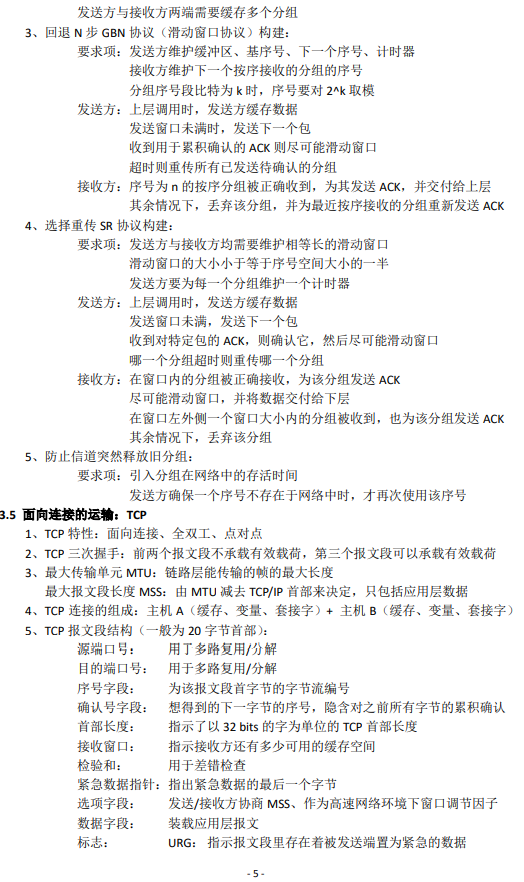 发送方与接收方两端需要缓存多个分组
3、回退 N 步 GBN 协议（滑动窗口协议）构建：
要求项：发送方维护缓冲区、基序号、下一个序号、计时器
接收方维护下一个按序接收的分组的序号
分组序号段比特为 k 时，序号要对 2^k 取模
发送方：上层调用时，发送方缓存数据
发送窗口未满时，发送下一个包
收到用于累积确认的 ACK 则尽可能滑动窗口
超时则重传所有已发送待确认的分组
接收方：序号为 n 的按序分组被正确收到，为其发送 ACK，并交付给上层
其余情况下，丢弃该分组，并为最近按序接收的分组重新发送 ACK
4、选择重传 SR 协议构建：
要求项：发送方与接收方均需要维护相等长的滑动窗口
滑动窗口的大小小于等于序号空间大小的一半
发送方要为每一个分组维护一个计时器
发送方：上层调用时，发送方缓存数据
发送窗口未满，发送下一个包
收到对特定包的 ACK，则确认它，然后尽可能滑动窗口
哪一个分组超时则重传哪一个分组
接收方：在窗口内的分组被正确接收，为该分组发送 ACK
尽可能滑动窗口，并将数据交付给下层
在窗口左外侧一个窗口大小内的分组被收到，也为该分组发送 ACK
其余情况下，丢弃该分组
5、防止信道突然释放旧分组：
要求项：引入分组在网络中的存活时间
发送方确保一个序号不存在于网络中时，才再次使用该序号
3.5 面向连接的运输：TCP
1、TCP 特性：面向连接、全双工、点对点
2、TCP 三次握手：前两个报文段不承载有效载荷，第三个报文段可以承载有效载荷
3、最大传输单元 MTU：链路层能传输的帧的最大长度
最大报文段长度 MSS：由 MTU 减去 TCP/IP 首部来决定，只包括应用层数据
4、TCP 连接的组成：主机 A（缓存、变量、套接字）+ 主机 B（缓存、变量、套接字）
5、TCP 报文段结构（一般为 20 字节首部）：
源端口号： 用于多路复用/分解
目的端口号： 用于多路复用/分解
序号字段： 为该报文段首字节的字节流编号
确认号字段： 想得到的下一字节的序号，隐含对之前所有字节的累积确认
首部长度： 指示了以 32 bits 的字为单位的 TCP 首部长度
接收窗口： 指示接收方还有多少可用的缓存空间
检验和： 用于差错检查
紧急数据指针：指出紧急数据的最后一个字节
选项字段： 发送/接收方协商 MSS、作为高速网络环境下窗口调节因子
数据字段： 装载应用层报文
标志： URG： 指示报文段里存在着被发送端置为紧急的数据
- 5 -